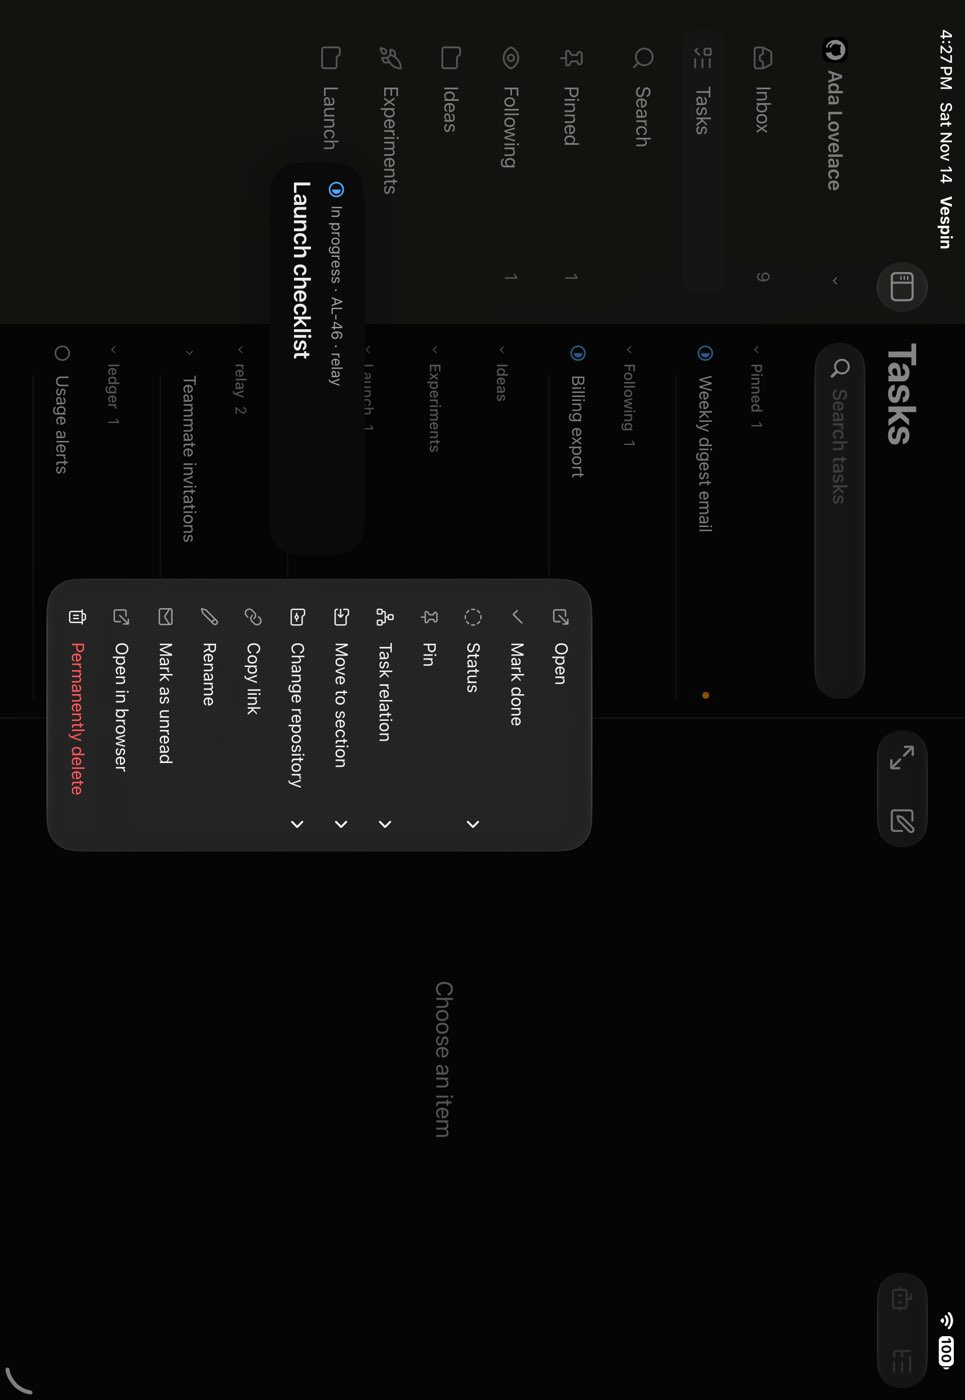 4:27 PM Sat Nov 14 Vespin
100
Ada Lovelace
Inbox 9
Tasks
Search
Pinned 1
Following 1
Ideas
Experiments
Launch
Tasks
Search tasks
Pinned 1
Weekly digest email
Following 1
Billing export
Ideas
Experiments
Launch 1
In progress · AL-46 · relay
Launch checklist
relay 2
Teammate invitations
ledger 1
Usage alerts
Open
Mark done
Status
Pin
Task relation
Move to section
Change repository
Copy link
Rename
Mark as unread
Open in browser
Permanently delete
Choose an item